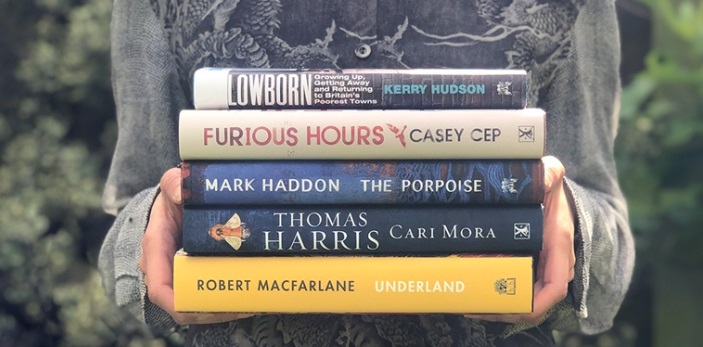 LOWBORN
Growing Up,
Getting Away
and Returning
to Britain's
Poorest Towns
KERRY HUDSON
FURIOUS HOURS CASEY CEP
MARK HADDON THE PORPOISE
THOMAS
HARRIS CARI MORA
ROBERT MACFARLANE UNDERLAND